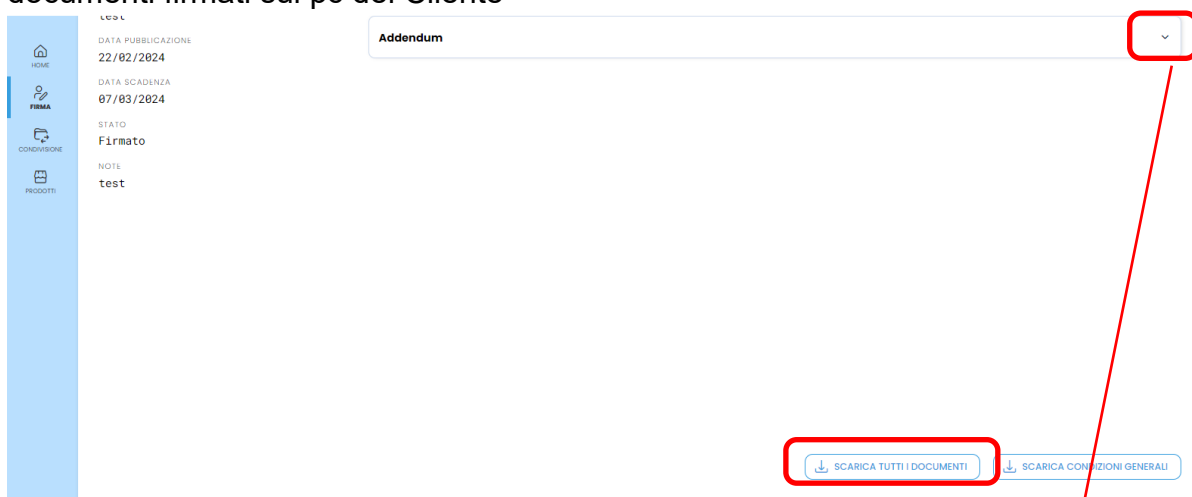 documenti firmati sul pc del Cliente
test
DATA PUBBLICAZIONE
22/02/2024
DATA SCADENZA
07/03/2024
STATO
Firmato
NOTE
test
HOME
FIRMA
CONDIVISIONE
PRODOTTI
Addendum
SCARICA TUTTI I DOCUMENTI
SCARICA CONDIZIONI GENERALI